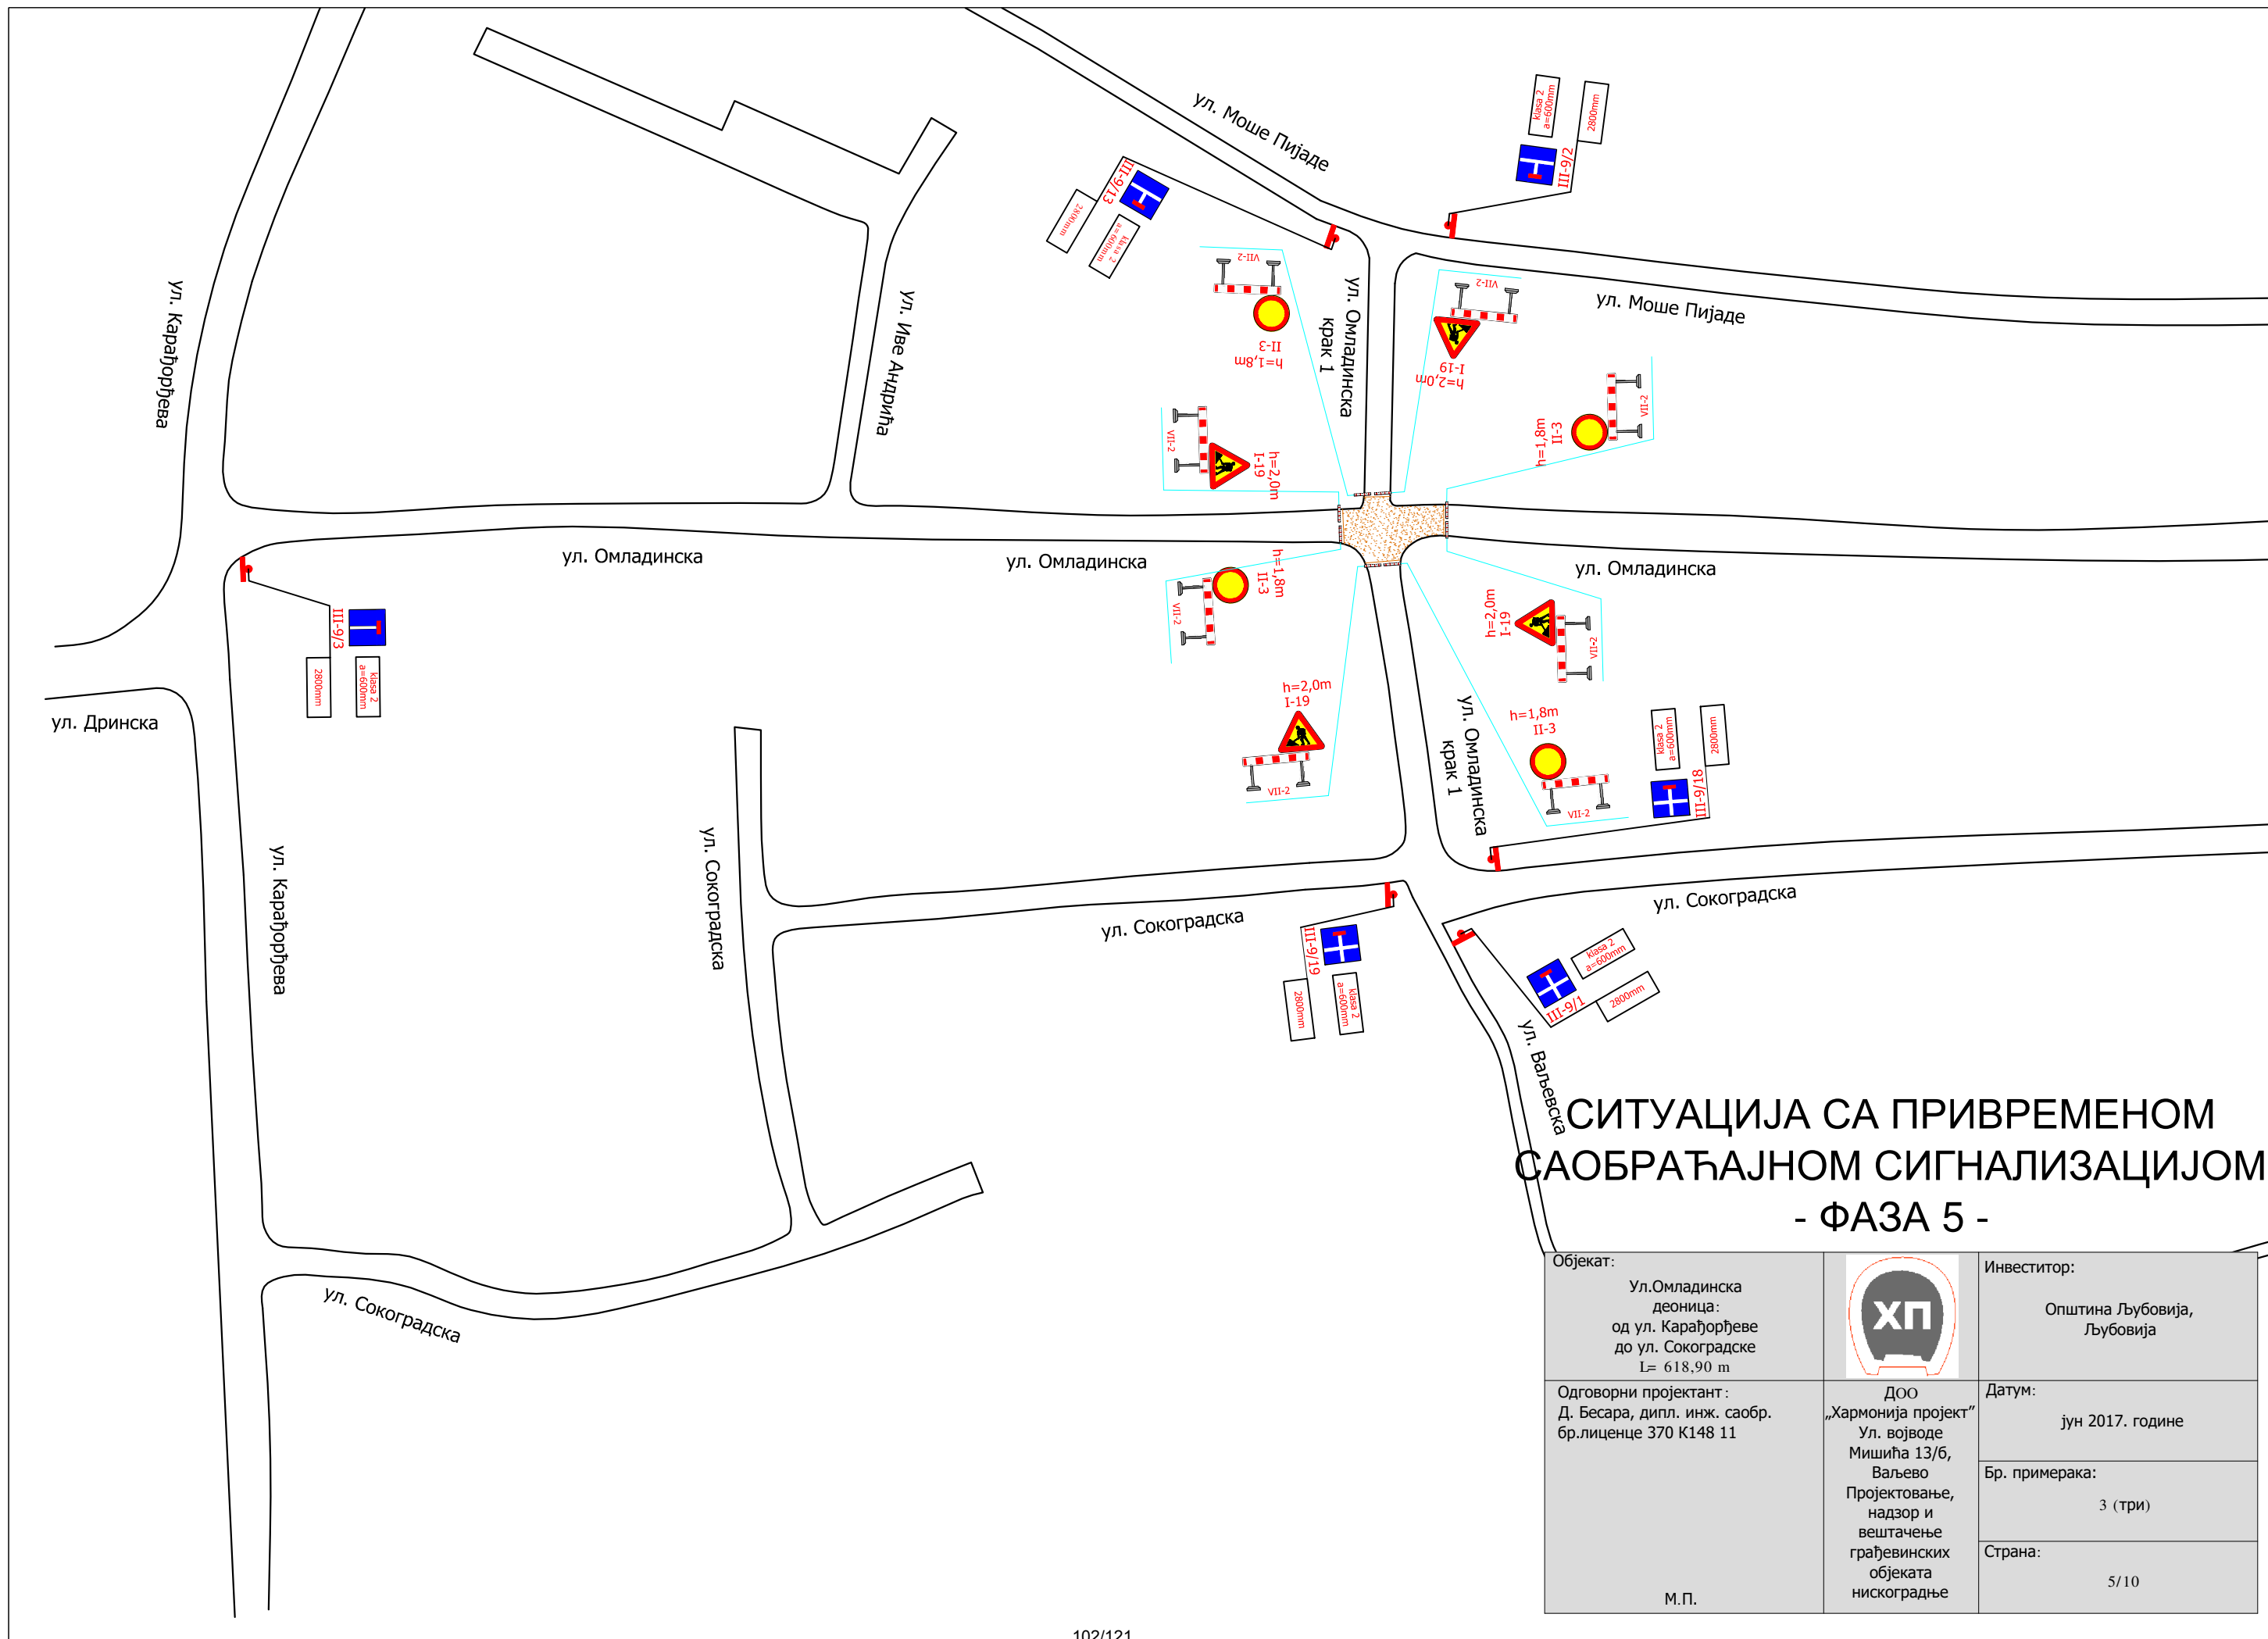 ул. Моше Пијаде
klasa 2
a=600mm
2800mm
III-9/2
III-9/13
2800mm
klasa 2
a=600mm
VII-2
II-3
h=1,8m
ул. Омладинска
крак 1
VII-2
I-19
h=2,0m
ул. Моше Пијаде
ул. Карађорђева
ул. Иве Андрића
VII-2
h=2,0m
I-19
h=1,8m
II-3
VII-2
ул. Омладинска
ул. Омладинска
ул. Омладинска
h=1,8m
II-3
VII-2
h=2,0m
I-19
VII-2
III-9/3
2800mm
klasa 2
a=600mm
ул. Дринска
h=2,0m
I-19
VII-2
ул. Омладинска
крак 1
h=1,8m
II-3
VII-2
klasa 2
a=600mm
2800mm
III-9/18
ул. Карађорђева
ул. Сокоградска
ул. Сокоградска
ул. Сокоградска
III-9/19
2800mm
klasa 2
a=600mm
klasa 2
a=600mm
III-9/1
2800mm
ул. Ваљевска
ул. Сокоградска
СИТУАЦИЈА СА ПРИВРЕМЕНОМ
САОБРАЋАЈНОМ СИГНАЛИЗАЦИЈОМ
- ФАЗА 5 -
Објекат:
Ул.Омладинска
деоница:
од ул. Карађорђеве
до ул. Сокоградске
L= 618,90 m
ХП
Инвеститор:
Општина Љубовија,
Љубовија
Одговорни пројектант:
Д. Бесара, дипл. инж. саобр.
бр.лиценце 370 К148 11
М.П.
ДОО
„Хармонија пројект”
Ул. војводе
Мишића 13/б,
Ваљево
Пројектовање,
надзор и
вештачење
грађевинских
објеката
нискоградње
Датум:
јун 2017. године
Бр. примерака:
3 (три)
Страна:
5/10
102/121